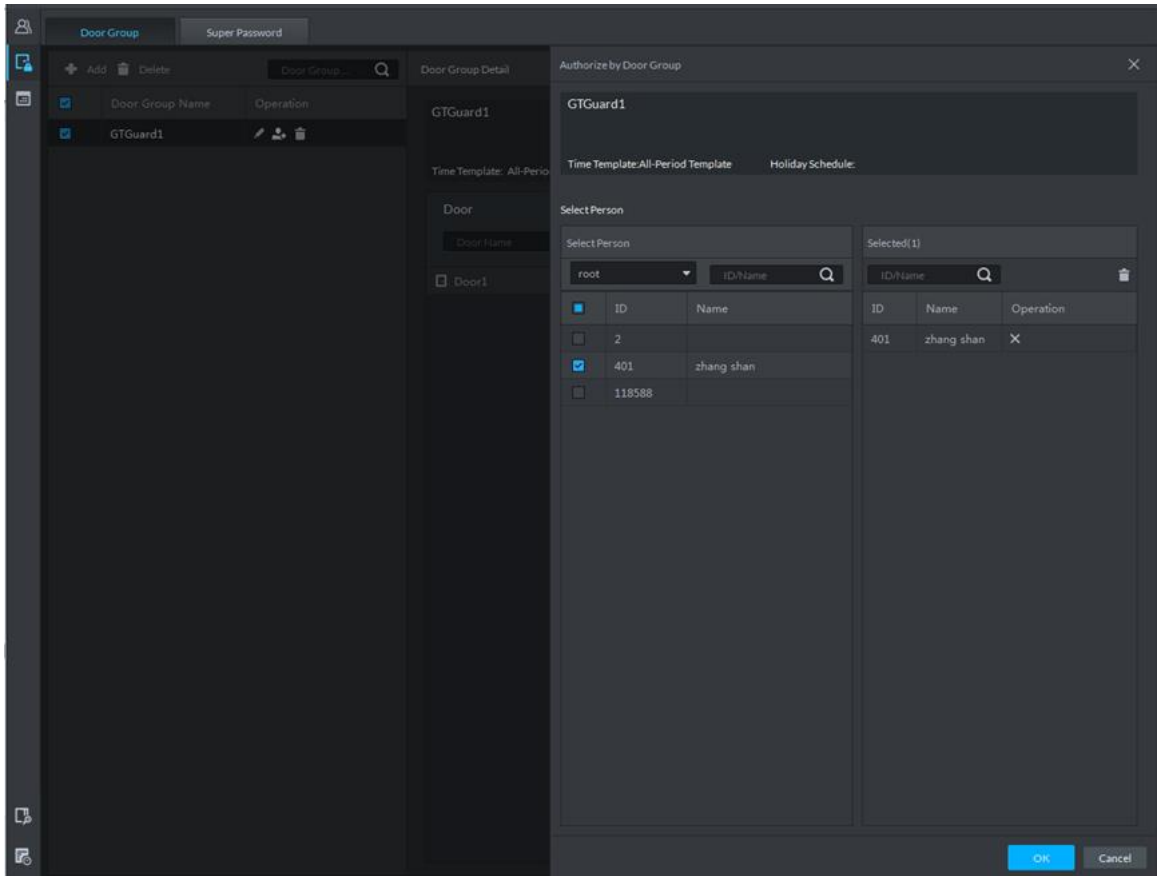 Door Group Super Password
Add Delete Door Group... Door Group Detail
Door Group Name Operation
GTGuard1
GTGuard1
Time Template: All-Perio
Door
Door Name
Door1
Authorize by Door Group
GTGuard1
Time Template:All-Period Template Holiday Schedule:
Select Person
Select Person
root ID/Name
ID Name
2
401 zhang shan
118588
Selected(1)
ID/Name
ID Name Operation
401 zhang shan
OK Cancel